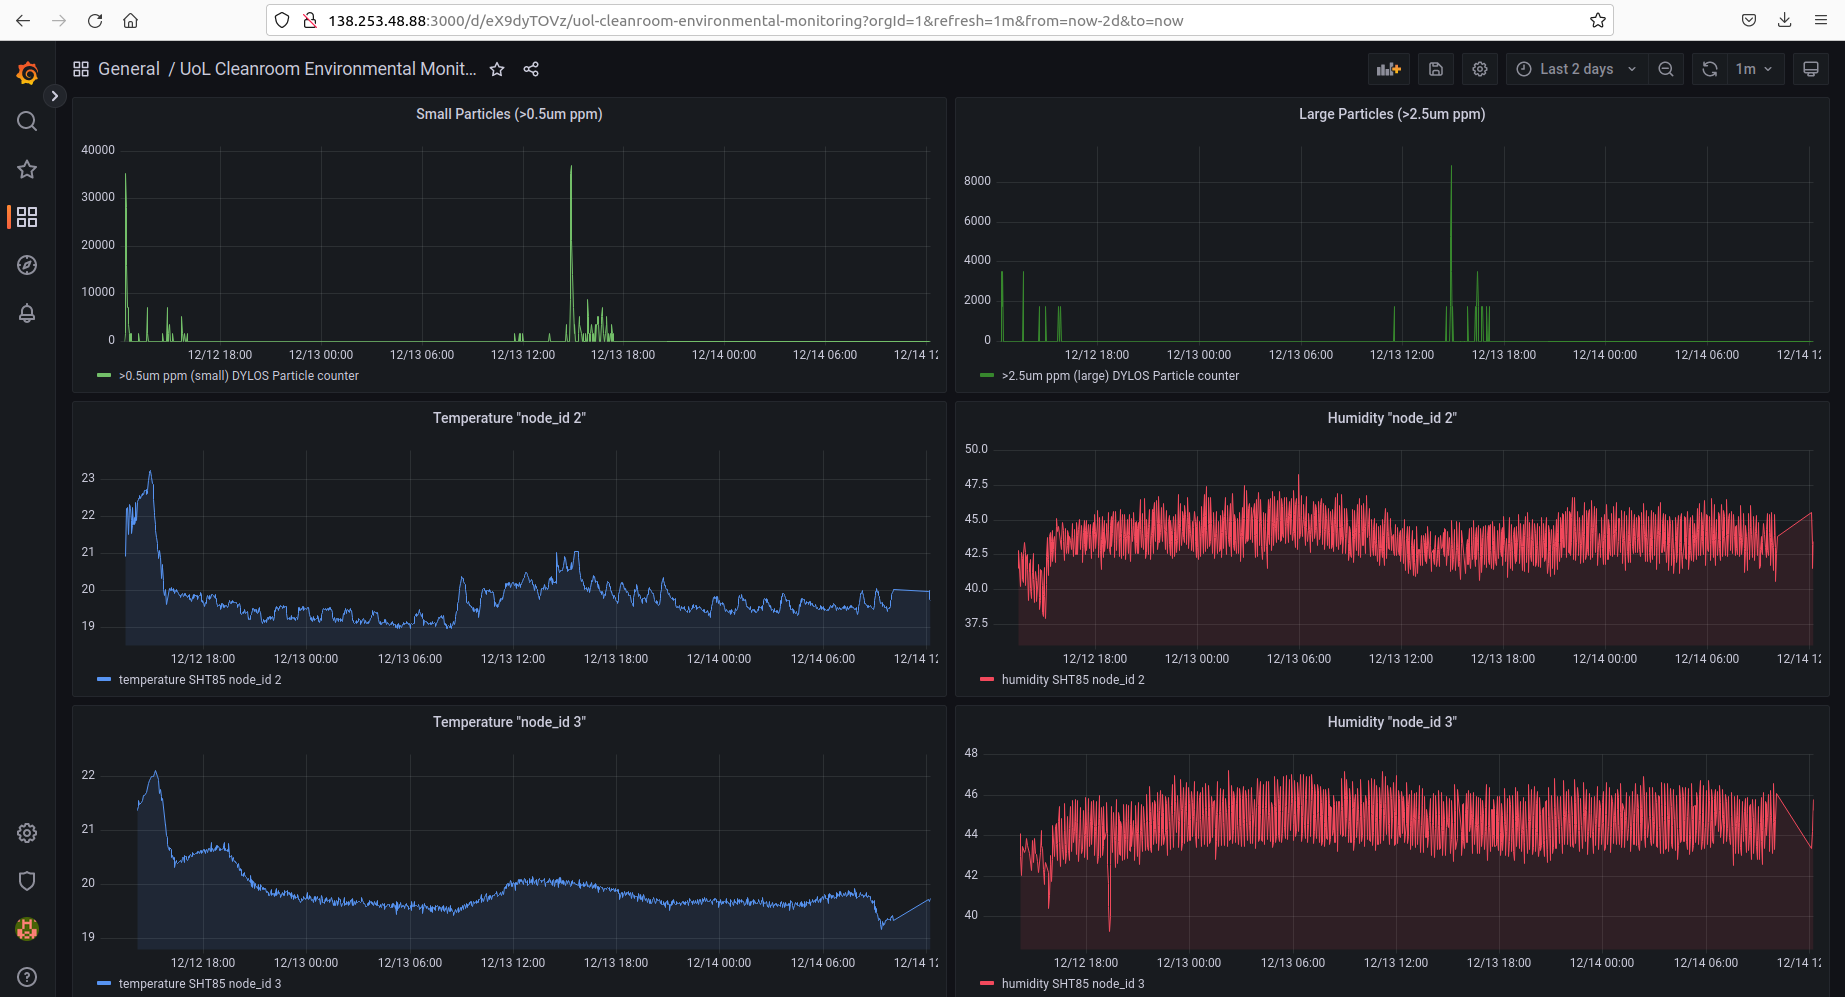 138.253.48.88:3000/d/eX9dyTOVz/uol-cleanroom-environmental-monitoring?orgId=1&refresh=1m&from=now-2d&to=now
General / UoL Cleanroom Environmental Monit...
Last 2 days
1m
Small Particles (>0.5um ppm)
40000
30000
20000
10000
0
12/12 18:00 12/13 00:00 12/13 06:00 12/13 12:00 12/13 18:00 12/14 00:00 12/14 06:00 12/14 12:
>0.5um ppm (small) DYLOS Particle counter
Large Particles (>2.5um ppm)
8000
6000
4000
2000
0
12/12 18:00 12/13 00:00 12/13 06:00 12/13 12:00 12/13 18:00 12/14 00:00 12/14 06:00 12/14 12:
>2.5um ppm (large) DYLOS Particle counter
Temperature "node_id 2"
23
22
21
20
19
12/12 18:00 12/13 00:00 12/13 06:00 12/13 12:00 12/13 18:00 12/14 00:00 12/14 06:00 12/14 12:
temperature SHT85 node_id 2
Humidity "node_id 2"
50.0
47.5
45.0
42.5
40.0
37.5
12/12 18:00 12/13 00:00 12/13 06:00 12/13 12:00 12/13 18:00 12/14 00:00 12/14 06:00 12/14 12:
humidity SHT85 node_id 2
Temperature "node_id 3"
22
21
20
19
12/12 18:00 12/13 00:00 12/13 06:00 12/13 12:00 12/13 18:00 12/14 00:00 12/14 06:00 12/14 12:
temperature SHT85 node_id 3
Humidity "node_id 3"
48
46
44
42
40
12/12 18:00 12/13 00:00 12/13 06:00 12/13 12:00 12/13 18:00 12/14 00:00 12/14 06:00 12/14 12:
humidity SHT85 node_id 3